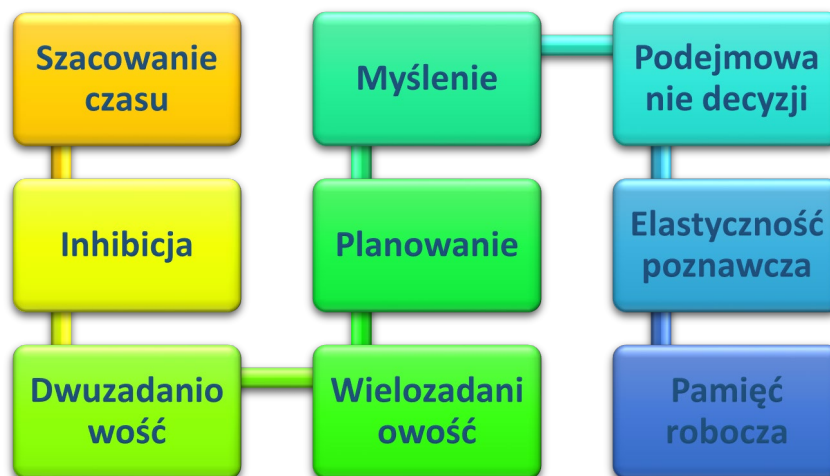 Szacowanie
czasu
Inhibicja
Dwuzadanio
wość
Wielozadani
owość
Planowanie
Myślenie
Podejmowa
nie decyzji
Elastyczność
poznawcza
Pamięć
robocza